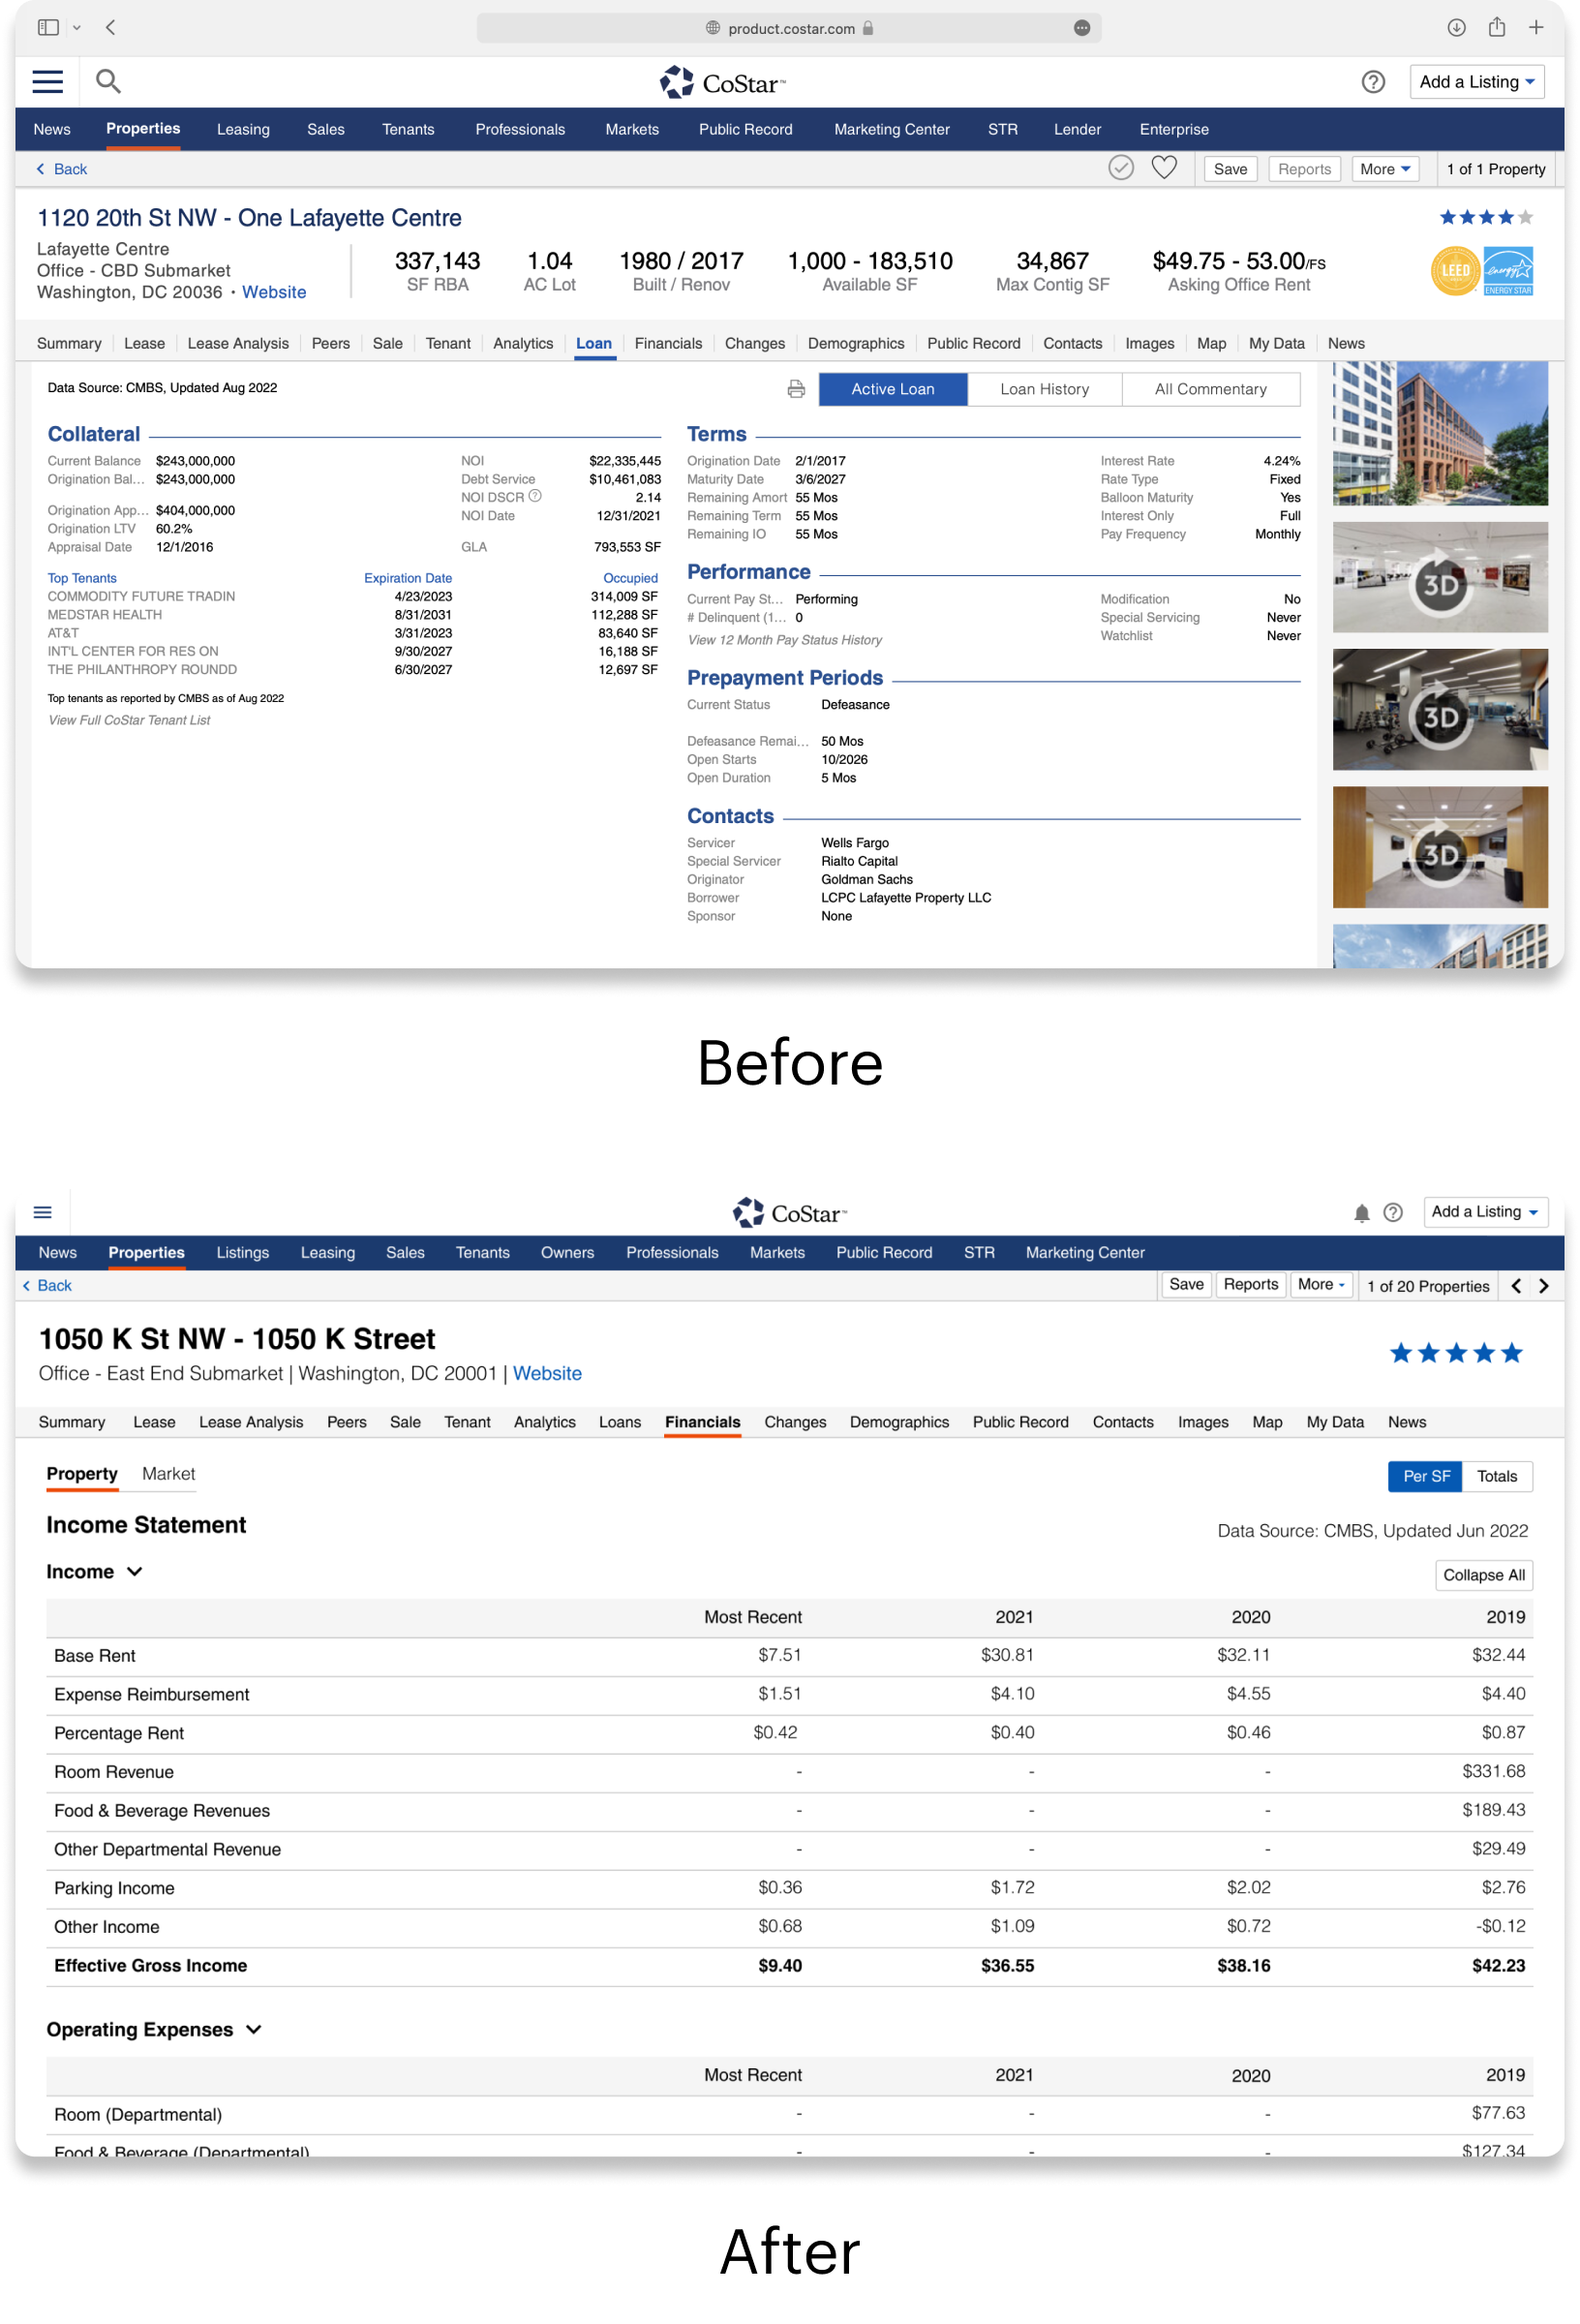 product.costar.com
CoStar™
Add a Listing
News Properties Leasing Sales Tenants Professionals Markets Public Record Marketing Center STR Lender Enterprise
Back Save Reports More 1 of 1 Property
1120 20th St NW - One Lafayette Centre
Lafayette Centre
Office - CBD Submarket
Washington, DC 20036 · Website
337,143 1.04 1980 / 2017 1,000 - 183,510 34,867 $49.75 - 53.00/FS
SF RBA AC Lot Built / Renov Available SF Max Contig SF Asking Office Rent
LEED energy ENERGY STAR
Summary Lease Lease Analysis Peers Sale Tenant Analytics Loan Financials Changes Demographics Public Record Contacts Images Map My Data News
Data Source: CMBS, Updated Aug 2022
Active Loan Loan History All Commentary
Collateral
Current Balance $243,000,000 NOI $22,335,445
Origination Bal... $243,000,000 Debt Service $10,461,083
NOI DSCR ? 2.14
Origination App... $404,000,000 NOI Date 12/31/2021
Origination LTV 60.2%
Appraisal Date 12/1/2016 GLA 793,553 SF
Top Tenants Expiration Date Occupied
COMMODITY FUTURE TRADIN 4/23/2023 314,009 SF
MEDSTAR HEALTH 8/31/2031 112,288 SF
AT&T 3/31/2023 83,640 SF
INT'L CENTER FOR RES ON 9/30/2027 16,188 SF
THE PHILANTHROPY ROUNDD 6/30/2027 12,697 SF
Top tenants as reported by CMBS as of Aug 2022
View Full CoStar Tenant List
Terms
Origination Date 2/1/2017 Interest Rate 4.24%
Maturity Date 3/6/2027 Rate Type Fixed
Remaining Amort 55 Mos Balloon Maturity Yes
Remaining Term 55 Mos Interest Only Full
Remaining IO 55 Mos Pay Frequency Monthly
Performance
Current Pay St... Performing Modification No
# Delinquent (1... 0 Special Servicing Never
View 12 Month Pay Status History Watchlist Never
Prepayment Periods
Current Status Defeasance
Defeasance Remai... 50 Mos
Open Starts 10/2026
Open Duration 5 Mos
Contacts
Servicer Wells Fargo
Special Servicer Rialto Capital
Originator Goldman Sachs
Borrower LCPC Lafayette Property LLC
Sponsor None
3D
3D
3D
Before
CoStar™
Add a Listing
News Properties Listings Leasing Sales Tenants Owners Professionals Markets Public Record STR Marketing Center
Back Save Reports More 1 of 20 Properties
1050 K St NW - 1050 K Street
Office - East End Submarket | Washington, DC 20001 | Website
Summary Lease Lease Analysis Peers Sale Tenant Analytics Loans Financials Changes Demographics Public Record Contacts Images Map My Data News
Property Market
Per SF Totals
Income Statement
Data Source: CMBS, Updated Jun 2022
Income
Collapse All
Most Recent 2021 2020 2019
Base Rent $7.51 $30.81 $32.11 $32.44
Expense Reimbursement $1.51 $4.10 $4.55 $4.40
Percentage Rent $0.42 $0.40 $0.46 $0.87
Room Revenue - - - $331.68
Food & Beverage Revenues - - - $189.43
Other Departmental Revenue - - - $29.49
Parking Income $0.36 $1.72 $2.02 $2.76
Other Income $0.68 $1.09 $0.72 -$0.12
Effective Gross Income $9.40 $36.55 $38.16 $42.23
Operating Expenses
Most Recent 2021 2020 2019
Room (Departmental) - - - $77.63
Food & Beverage (Departmental) - - - $127.34
After